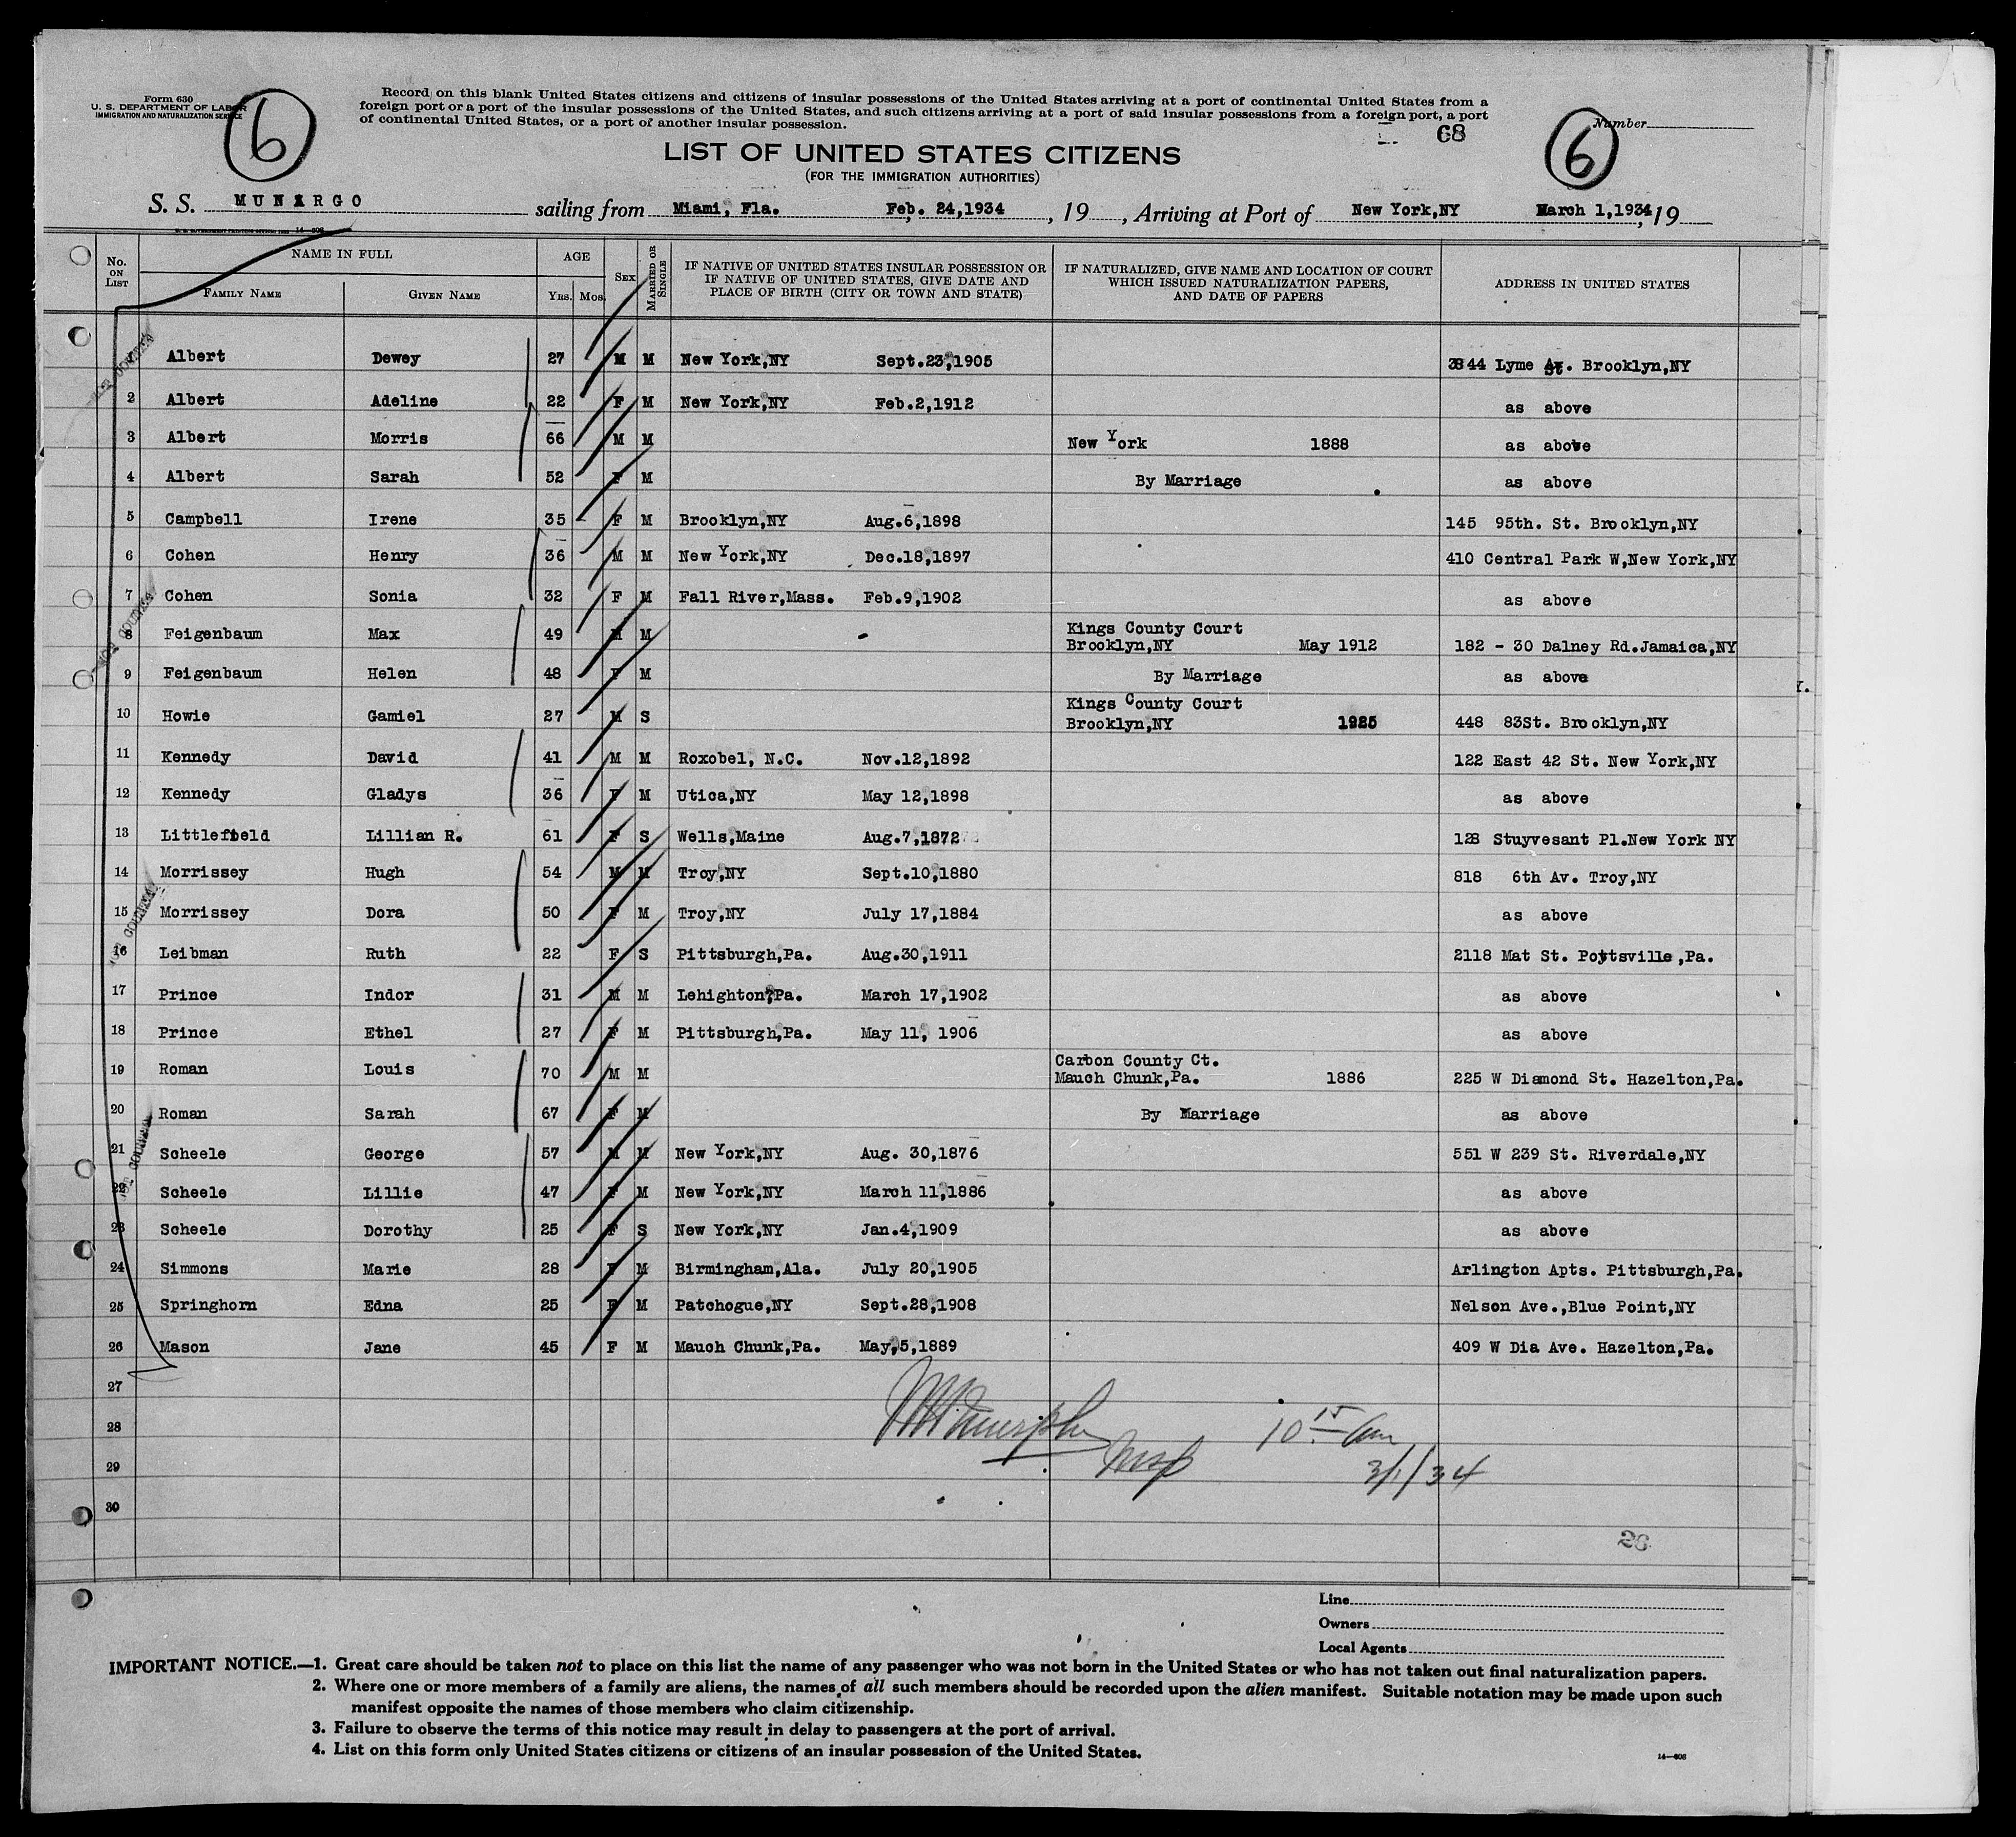 Form 630
U. S. DEPARTMENT OF LABOR
IMMIGRATION AND NATURALIZATION SERVICE
6
Record on this blank United States citizens and citizens of insular possessions of the United States arriving at a port of continental United States from a
foreign port or a port of the insular possessions of the United States, and such citizens arriving at a port of said insular possessions from a foreign port, a port
of continental United States, or a port of another insular possession.
68
6
Number
LIST OF UNITED STATES CITIZENS
(FOR THE IMMIGRATION AUTHORITIES)
S. S. MUNARGO sailing from Miami, Fla. Feb. 24,1934, 19 , Arriving at Port of New York,NY March 1,1934, 19
14—608
No. ON LIST NAME IN FULL FAMILY NAME GIVEN NAME AGE YRS. MOS. SEX MARRIED OR SINGLE IF NATIVE OF UNITED STATES INSULAR POSSESSION OR IF NATIVE OF UNITED STATES, GIVE DATE AND PLACE OF BIRTH (CITY OR TOWN AND STATE) IF NATURALIZED, GIVE NAME AND LOCATION OF COURT WHICH ISSUED NATURALIZATION PAPERS, AND DATE OF PAPERS ADDRESS IN UNITED STATES
1 Albert Dewey 27 M M New York,NY Sept.23,1905 3844 Lyme Av. Brooklyn,NY
2 Albert Adeline 22 F M New York,NY Feb.2,1912 as above
3 Albert Morris 66 M M New York 1888 as above
4 Albert Sarah 52 F M By Marriage as above
5 Campbell Irene 35 F M Brooklyn,NY Aug.6,1898 145 95th. St. Brooklyn,NY
6 Cohen Henry 36 M M New York,NY Dec.18,1897 410 Central Park W,New York,NY
7 Cohen Sonia 32 F M Fall River,Mass. Feb.9,1902 as above
8 Feigenbaum Max 49 M M Kings County Court Brooklyn,NY May 1912 182 - 30 Dalney Rd.Jamaica,NY
9 Feigenbaum Helen 48 F M By Marriage as above
10 Howie Gamiel 27 M S Kings County Court Brooklyn,NY 1925 448 83St. Brooklyn,NY
11 Kennedy David 41 M M Roxobel, N.C. Nov.12,1892 122 East 42 St. New York,NY
12 Kennedy Gladys 36 F M Utica,NY May 12,1898 as above
13 Littlefield Lillian R. 61 F S Wells,Maine Aug.7,1872 128 Stuyvesant Pl.New York NY
14 Morrissey Hugh 54 M M Troy,NY Sept.10,1880 818 6th Av. Troy,NY
15 Morrissey Dora 50 F M Troy,NY July 17,1884 as above
16 Leibman Ruth 22 F S Pittsburgh,Pa. Aug.30,1911 2118 Mat St. Pottsville,Pa.
17 Prince Indor 31 M M Lehighton,Pa. March 17,1902 as above
18 Prince Ethel 27 F M Pittsburgh,Pa. May 11, 1906 as above
19 Roman Louis 70 M M Carbon County Ct. Mauch Chunk,Pa. 1886 225 W Diamond St. Hazelton,Pa.
20 Roman Sarah 67 F M By Marriage as above
21 Scheele George 57 M M New York,NY Aug. 30,1876 551 W 239 St. Riverdale,NY
22 Scheele Lillie 47 F M New York,NY March 11,1886 as above
23 Scheele Dorothy 25 F S New York,NY Jan.4,1909 as above
24 Simmons Marie 28 F M Birmingham,Ala. July 20,1905 Arlington Apts. Pittsburgh,Pa.
25 Springhorn Edna 25 F M Patchogue,NY Sept.28,1908 Nelson Ave.,Blue Point,NY
26 Mason Jane 45 F M Mauch Chunk,Pa. May,5,1889 409 W Dia Ave. Hazelton,Pa.
27
28 10 15 am
29 3/1/34
30
26
Line
Owners
Local Agents
IMPORTANT NOTICE.—1. Great care should be taken not to place on this list the name of any passenger who was not born in the United States or who has not taken out final naturalization papers.
2. Where one or more members of a family are aliens, the names of all such members should be recorded upon the alien manifest. Suitable notation may be made upon such
manifest opposite the names of those members who claim citizenship.
3. Failure to observe the terms of this notice may result in delay to passengers at the port of arrival.
4. List on this form only United States citizens or citizens of an insular possession of the United States.
14—608